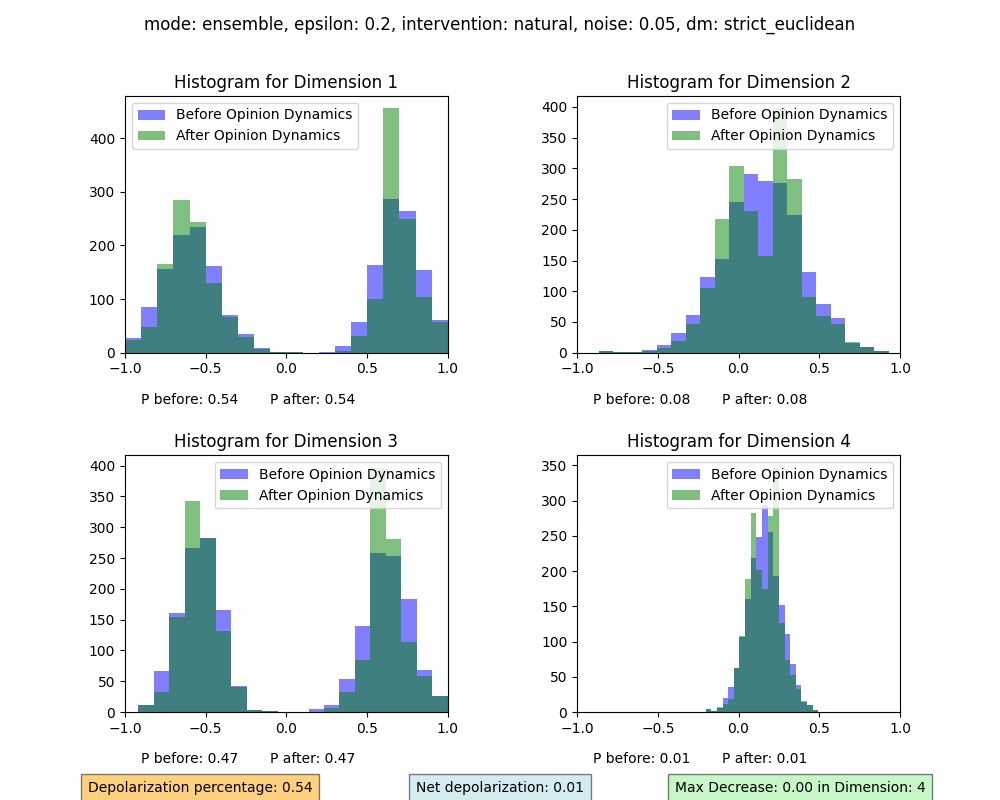 mode: ensemble, epsilon: 0.2, intervention: natural, noise: 0.05, dm: strict_euclidean
Histogram for Dimension 1
Before Opinion Dynamics
After Opinion Dynamics
400
300
200
100
0
−1.0 −0.5 0.0 0.5 1.0
P before: 0.54 P after: 0.54
Histogram for Dimension 2
Before Opinion Dynamics
After Opinion Dynamics
400
350
300
250
200
150
100
50
0
−1.0 −0.5 0.0 0.5 1.0
P before: 0.08 P after: 0.08
Histogram for Dimension 3
Before Opinion Dynamics
After Opinion Dynamics
400
350
300
250
200
150
100
50
0
−1.0 −0.5 0.0 0.5 1.0
P before: 0.47 P after: 0.47
Histogram for Dimension 4
Before Opinion Dynamics
After Opinion Dynamics
350
300
250
200
150
100
50
0
−1.0 −0.5 0.0 0.5 1.0
P before: 0.01 P after: 0.01
Depolarization percentage: 0.54
Net depolarization: 0.01
Max Decrease: 0.00 in Dimension: 4